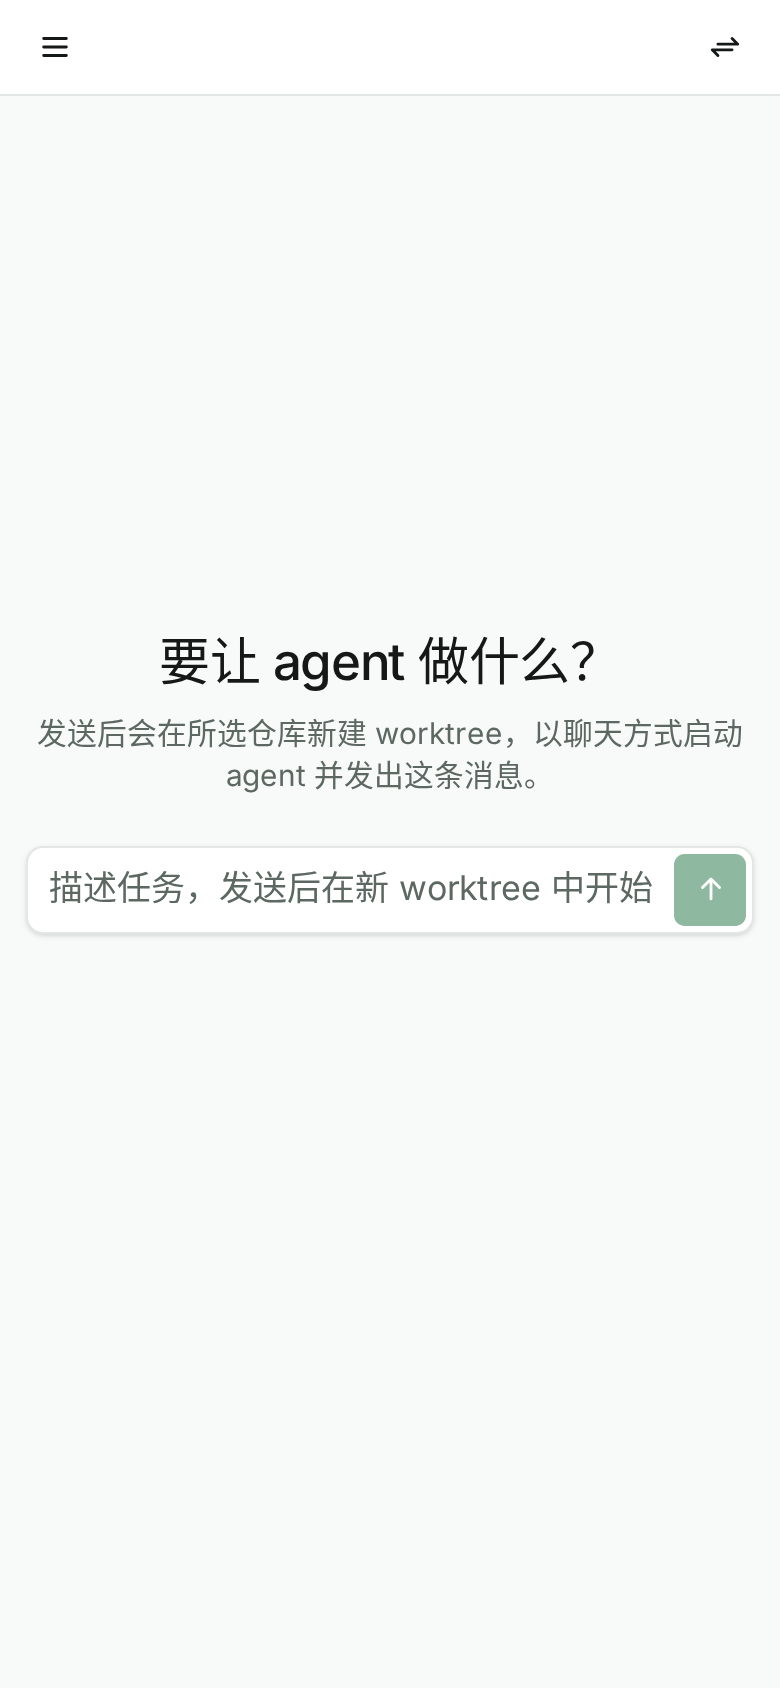 要让 agent 做什么？
发送后会在所选仓库新建 worktree，以聊天方式启动
agent 并发出这条消息。
描述任务，发送后在新 worktree 中开始